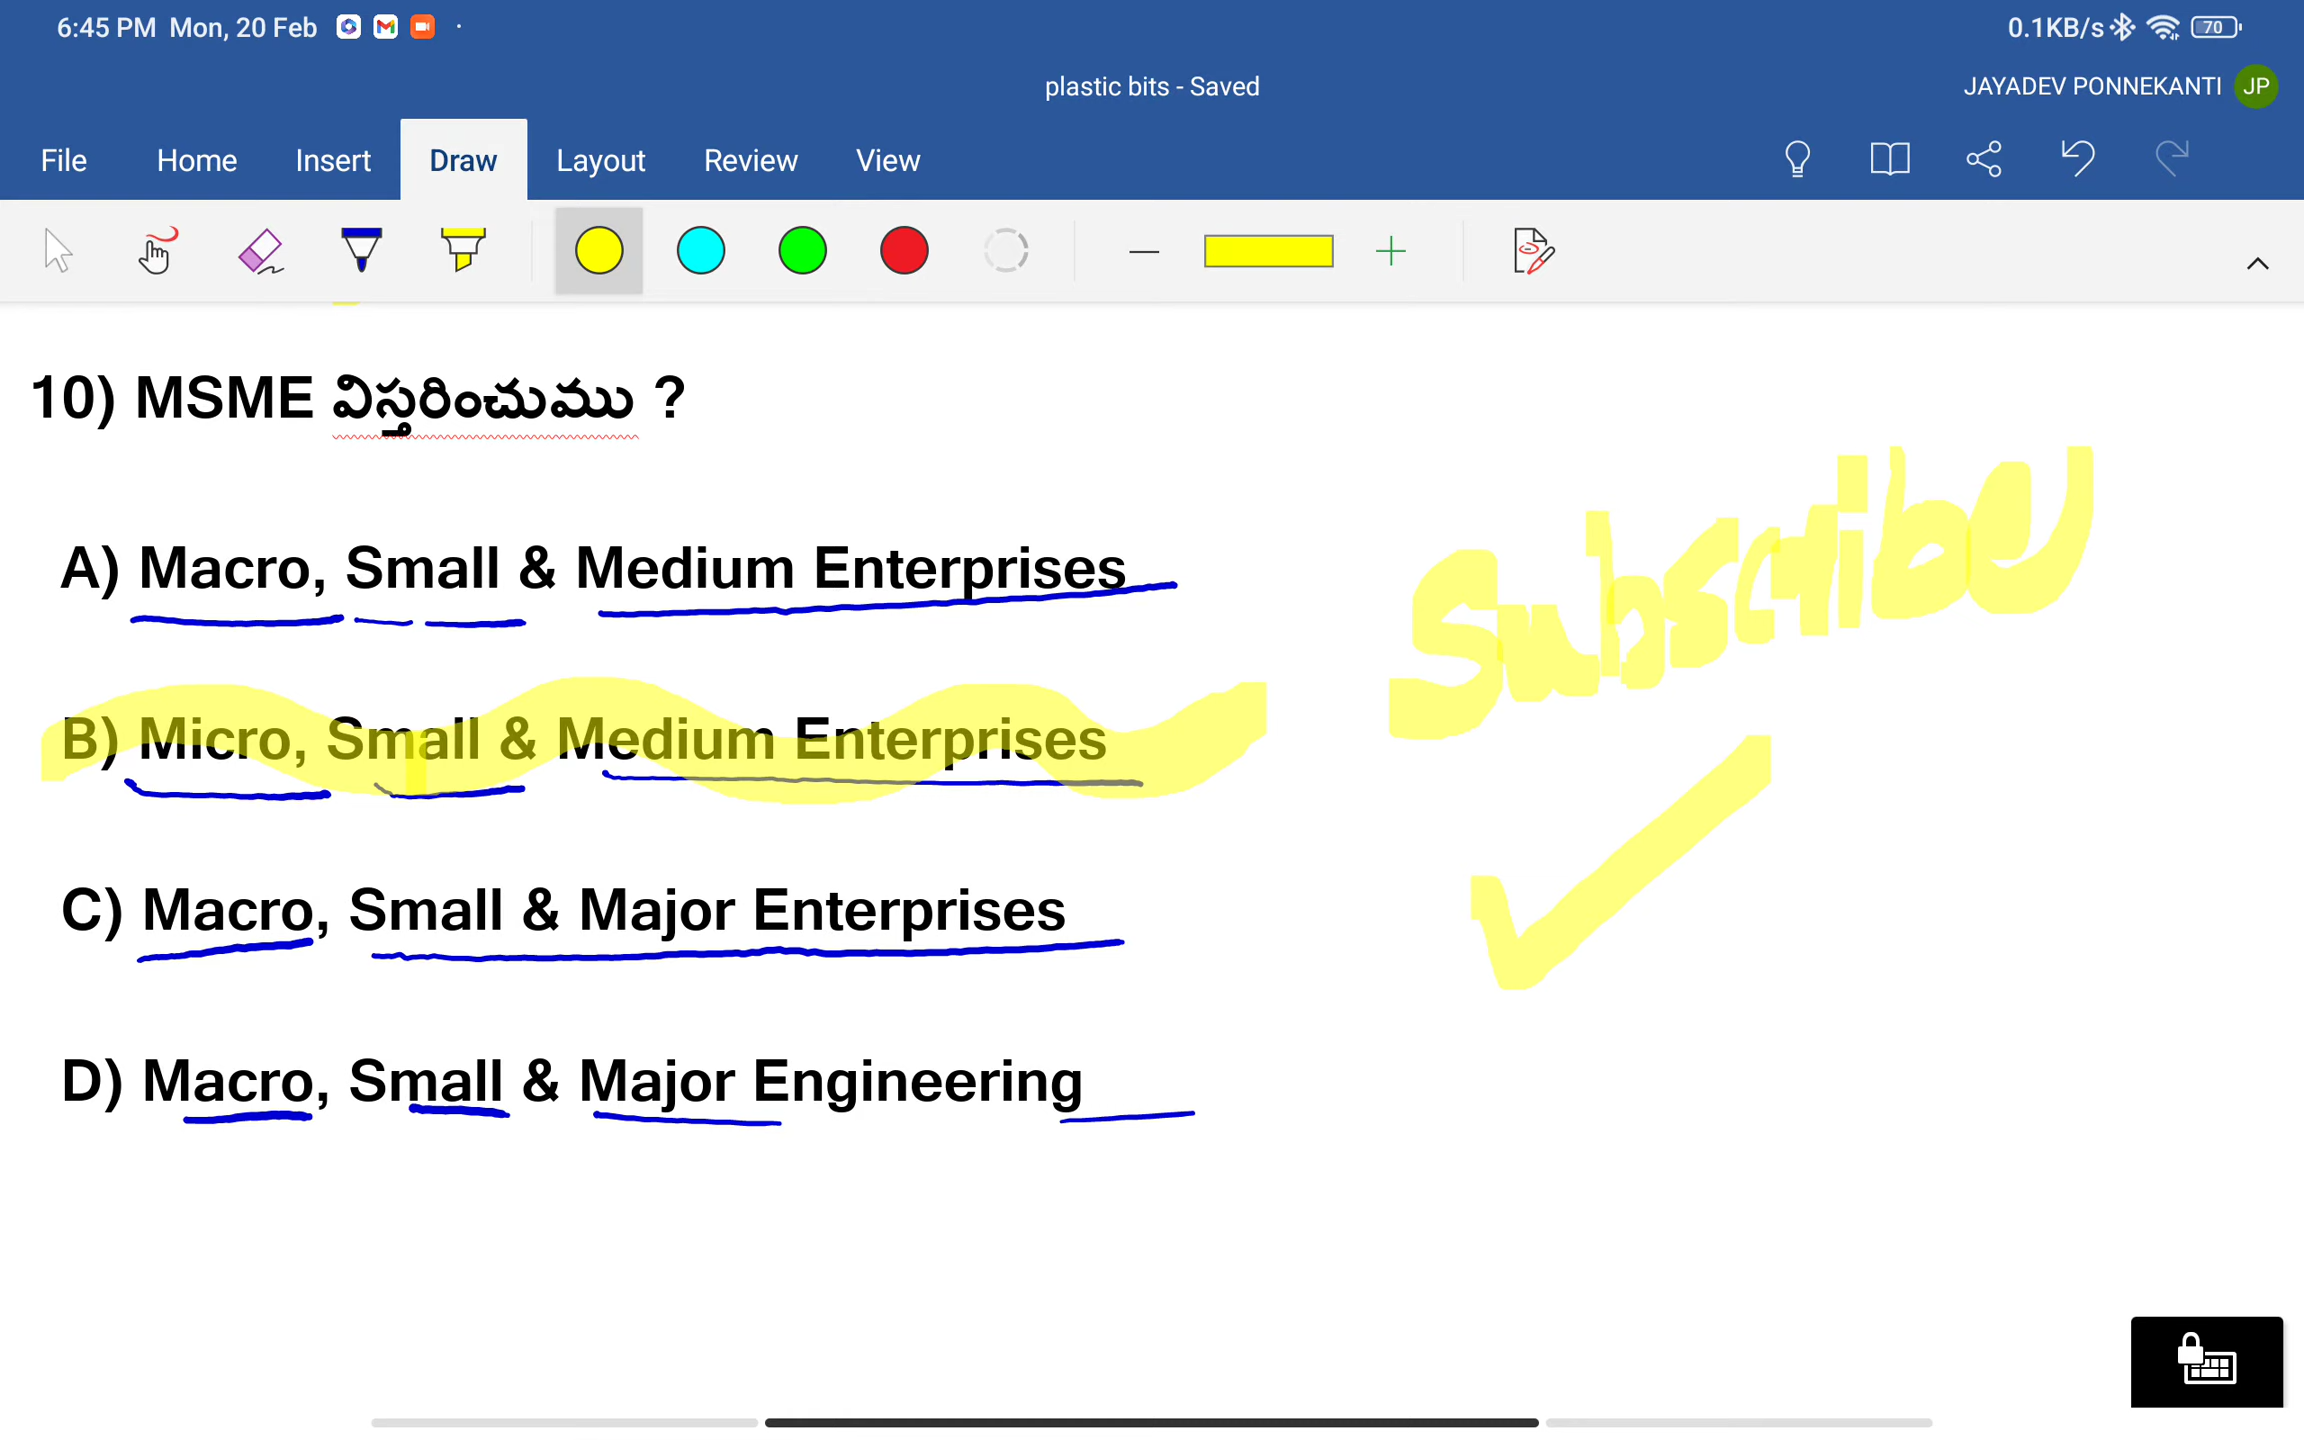 6:45 PM Mon, 20 Feb
0.1KB/s 70
plastic bits - Saved
JAYADEV PONNEKANTI JP
File Home Insert Draw Layout Review View
10) MSME విస్తరించుము ?
A) Macro, Small & Medium Enterprises
Subscribe
B) Micro, Small & Medium Enterprises
C) Macro, Small & Major Enterprises
D) Macro, Small & Major Engineering